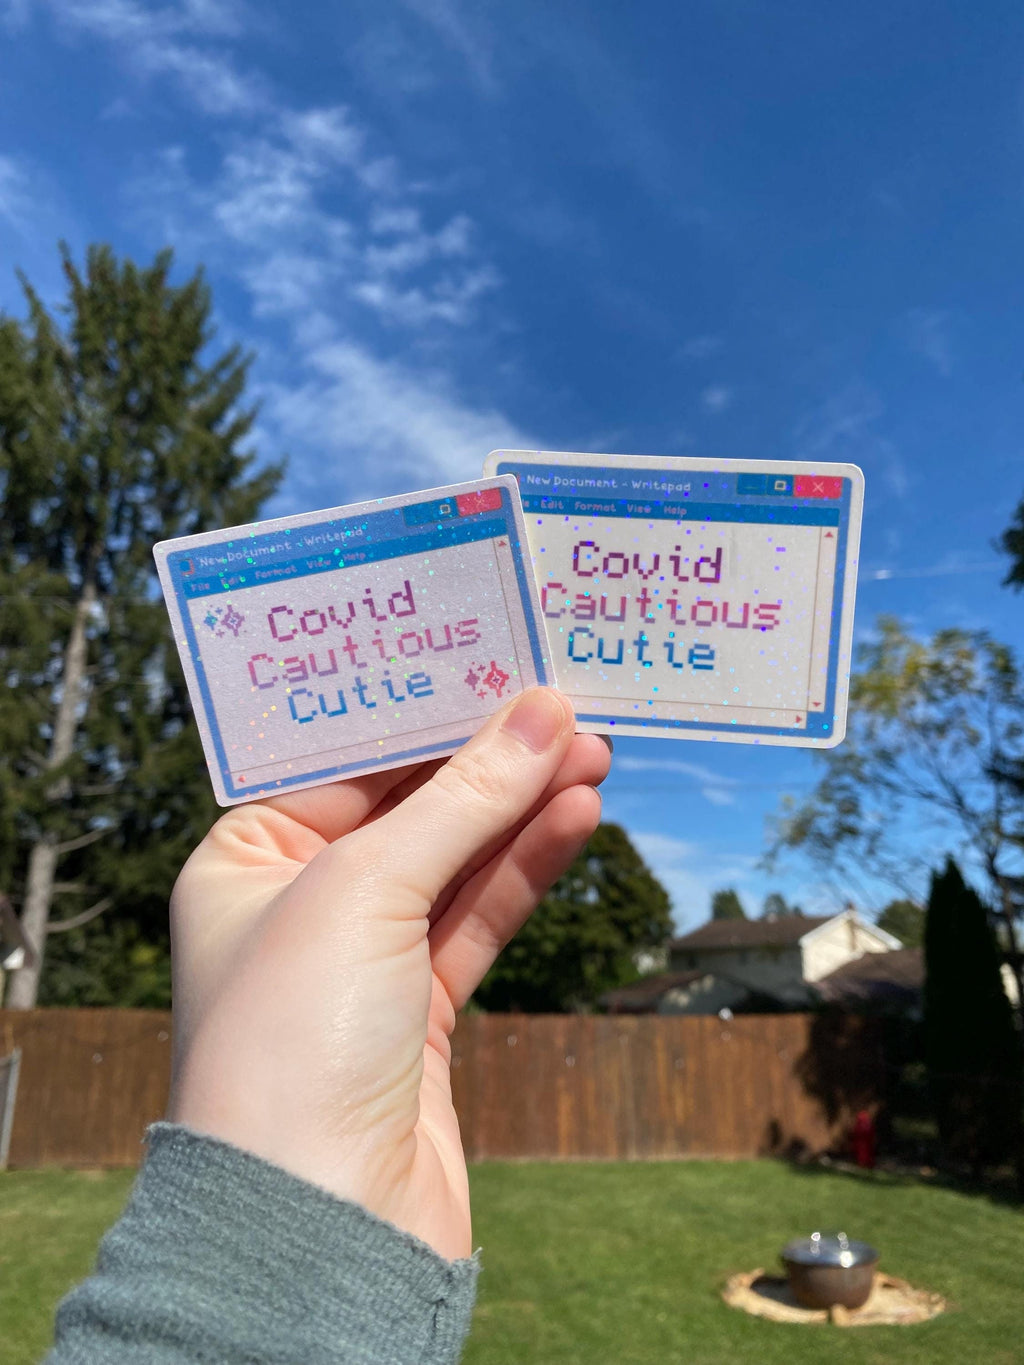 New Document - Writepad
File Edit Format View Help
Covid
Cautious
Cutie
New Document - Writepad
Edit Format View Help
Covid
Cautious
Cutie